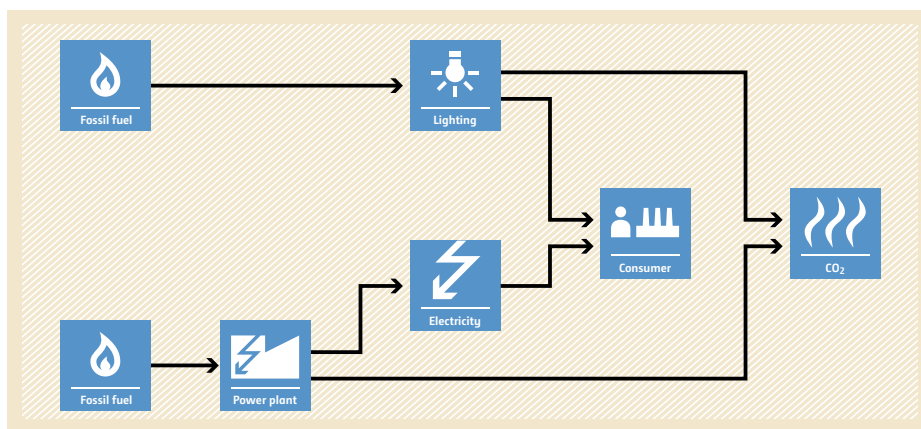 Fossil fuel
Lighting
Consumer
CO₂
Electricity
Fossil fuel
Power plant